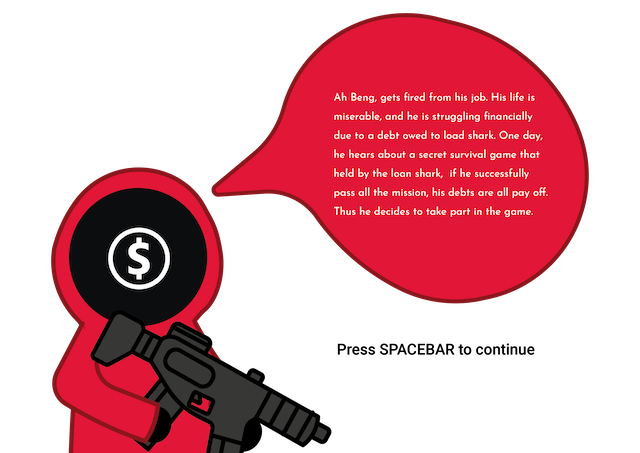 Ah Beng, gets fired from his job. His life is
miserable, and he is struggling financially
due to a debt owed to load shark. One day,
he hears about a secret survival game that
held by the loan shark,  if he successfully
pass all the mission, his debts are all pay off.
Thus he decides to take part in the game.
$
Press SPACEBAR to continue